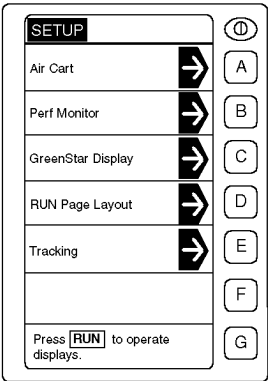 SETUP
Air Cart
A
Perf Monitor
B
GreenStar Display
C
RUN Page Layout
D
Tracking
E
F
Press RUN to operate
displays.
G